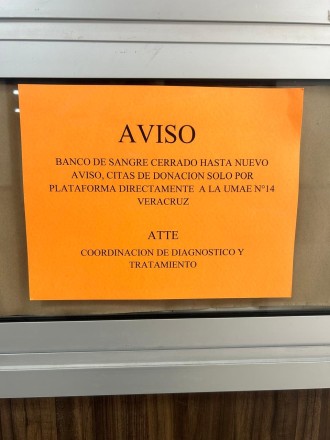 AVISO
BANCO DE SANGRE CERRADO HASTA NUEVO
AVISO, CITAS DE DONACION SOLO POR
PLATAFORMA DIRECTAMENTE A LA UMAE N°14
VERACRUZ
ATTE
COORDINACION DE DIAGNOSTICO Y
TRATAMIENTO